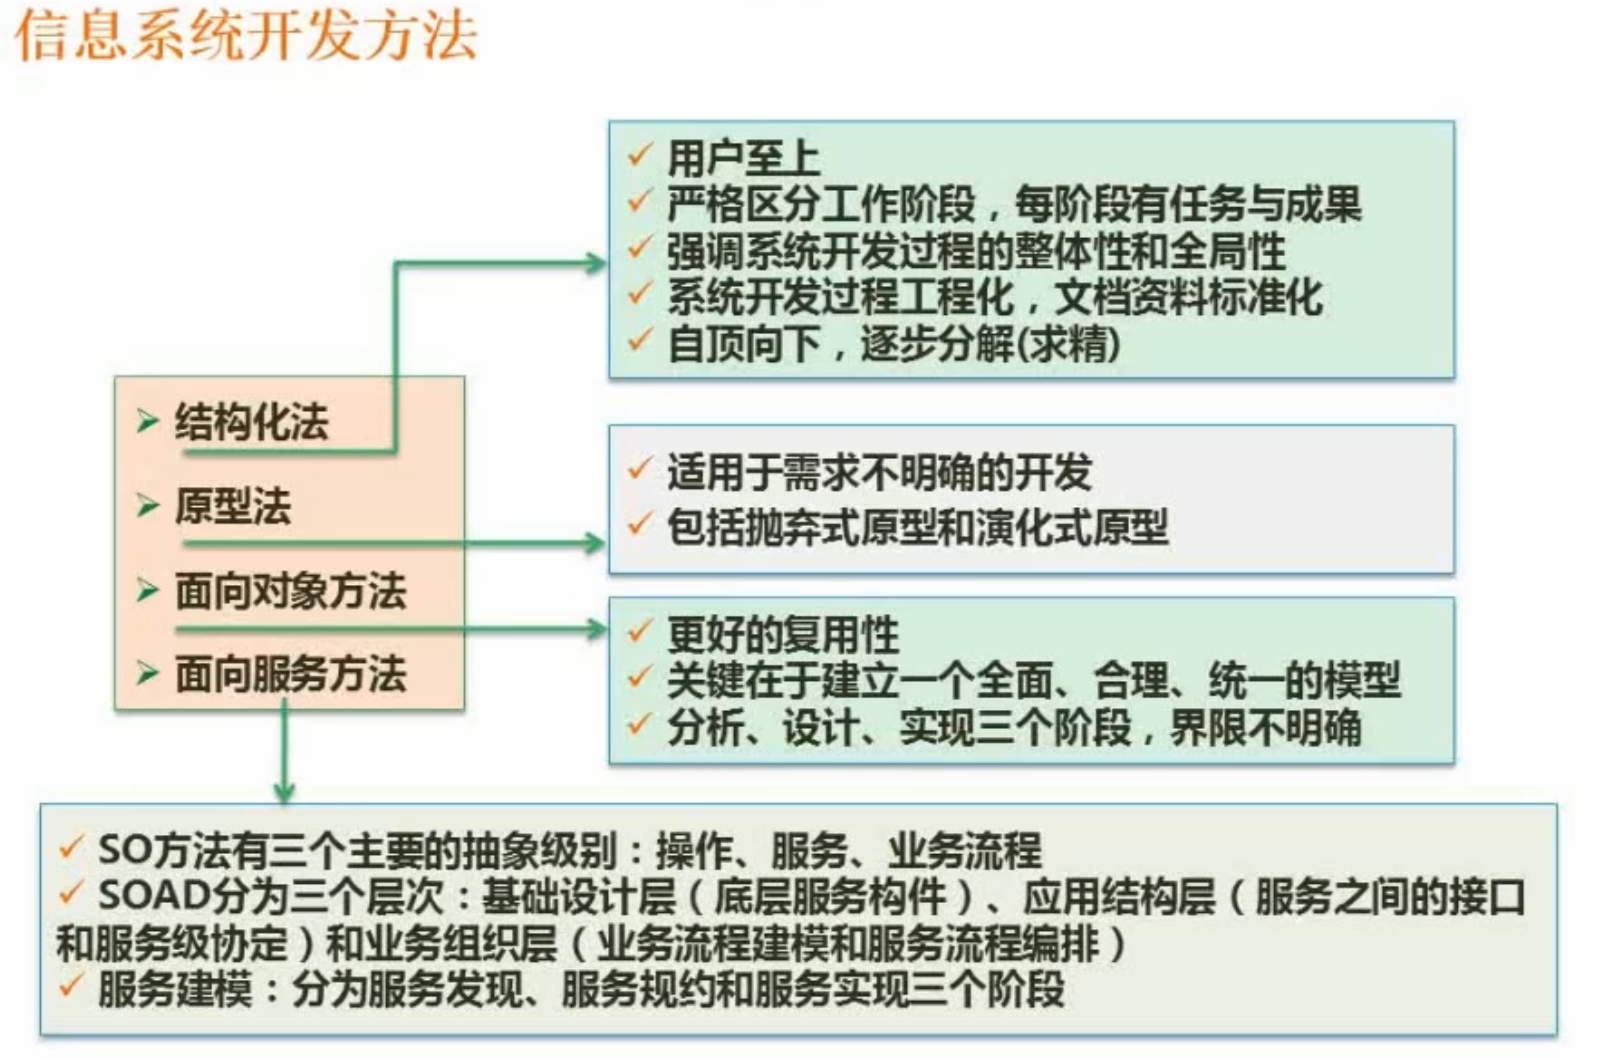 信息系统开发方法
用户至上
严格区分工作阶段，每阶段有任务与成果
强调系统开发过程的整体性和全局性
系统开发过程工程化，文档资料标准化
自顶向下，逐步分解(求精)
结构化法
原型法
面向对象方法
面向服务方法
适用于需求不明确的开发
包括抛弃式原型和演化式原型
更好的复用性
关键在于建立一个全面、合理、统一的模型
分析、设计、实现三个阶段，界限不明确
SO方法有三个主要的抽象级别：操作、服务、业务流程
SOAD分为三个层次：基础设计层（底层服务构件）、应用结构层（服务之间的接口
和服务级协定）和业务组织层（业务流程建模和服务流程编排）
服务建模：分为服务发现、服务规约和服务实现三个阶段